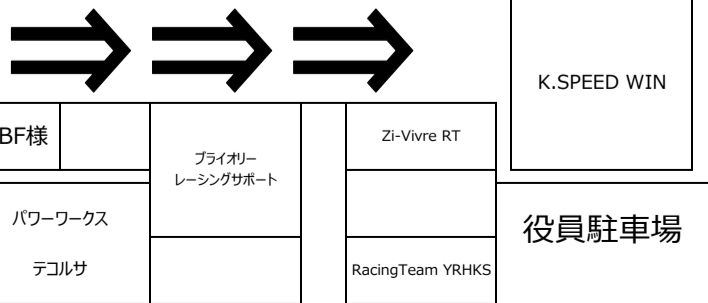 K.SPEED WIN
BF様
ブライオリー
レーシングサポート
Zi-Vivre RT
パワーワークス
テコルサ
RacingTeam YRHKS
役員駐車場